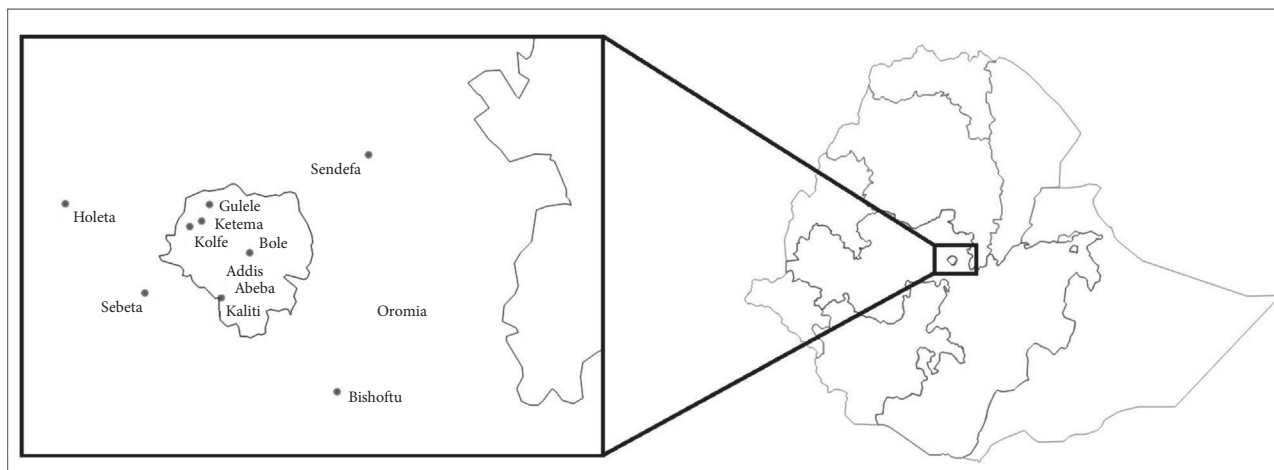 Sendefa
Holeta
Gulele
Ketema
Kolfe
Bole
Addis
Abeba
Sebeta
Kaliti
Oromia
Bishoftu